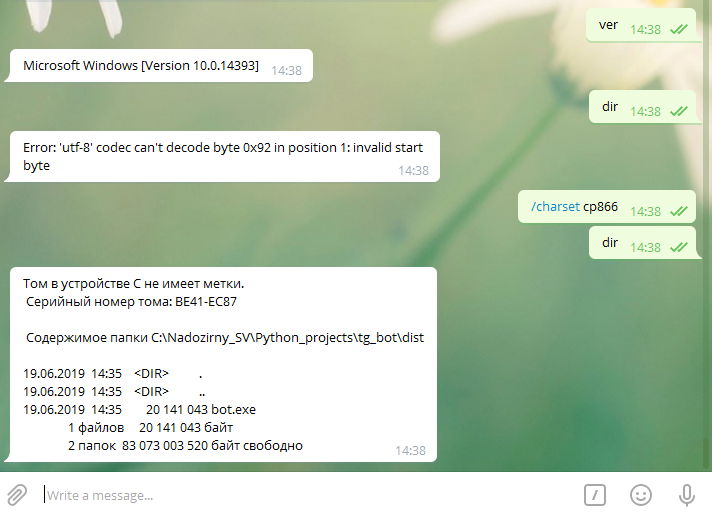 ver 14:38
Microsoft Windows [Version 10.0.14393] 14:38
dir 14:38
Error: 'utf-8' codec can't decode byte 0x92 in position 1: invalid start
byte 14:38
/charset cp866 14:38
dir 14:38
Том в устройстве C не имеет метки.
Серийный номер тома: BE41-EC87
Содержимое папки C:\Nadozirny_SV\Python_projects\tg_bot\dist
19.06.2019 14:35 <DIR> .
19.06.2019 14:35 <DIR> ..
19.06.2019 14:35 20 141 043 bot.exe
1 файлов 20 141 043 байт
2 папок 83 073 003 520 байт свободно 14:38
Write a message...